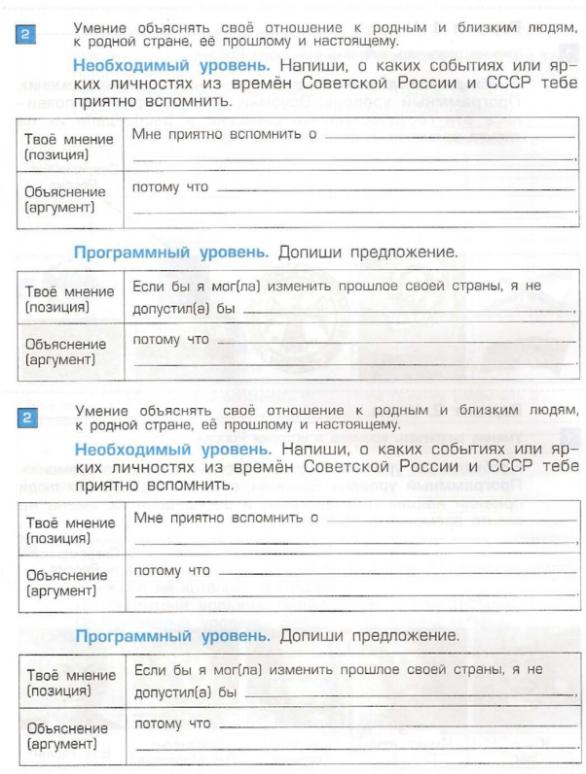 2
Умение объяснять своё отношение к родным и близким людям,
к родной стране, её прошлому и настоящему.
Необходимый уровень. Напиши, о каких событиях или яр-
ких личностях из времён Советской России и СССР тебе
приятно вспомнить.
Твоё мнение
(позиция)
Мне приятно вспомнить о
,
Объяснение
(аргумент)
потому что
.
Программный уровень. Допиши предложение.
Твоё мнение
(позиция)
Если бы я мог(ла) изменить прошлое своей страны, я не
допустил(а) бы ,
Объяснение
(аргумент)
потому что
.
2
Умение объяснять своё отношение к родным и близким людям,
к родной стране, её прошлому и настоящему.
Необходимый уровень. Напиши, о каких событиях или яр-
ких личностях из времён Советской России и СССР тебе
приятно вспомнить.
Твоё мнение
(позиция)
Мне приятно вспомнить о
,
Объяснение
(аргумент)
потому что
.
Программный уровень. Допиши предложение.
Твоё мнение
(позиция)
Если бы я мог(ла) изменить прошлое своей страны, я не
допустил(а) бы ,
Объяснение
(аргумент)
потому что
.